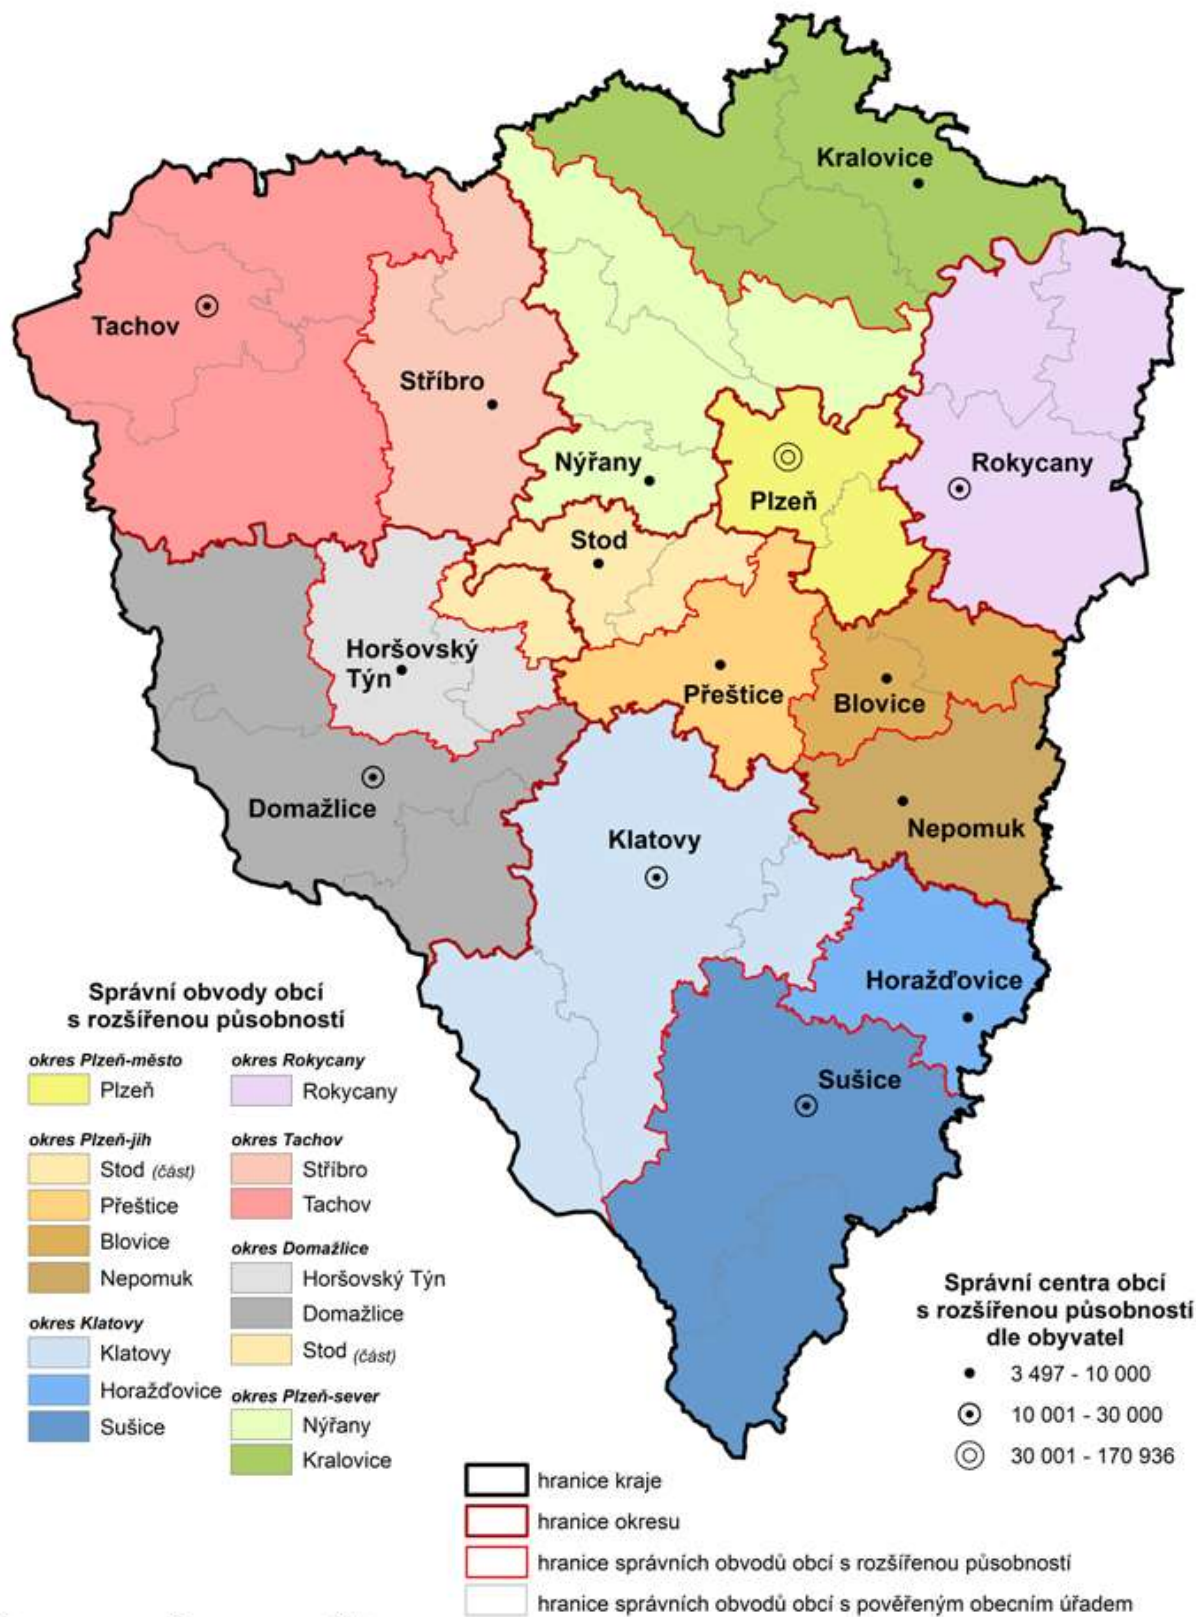 Kralovice
Tachov
Stříbro
Nýřany
Plzeň
Rokycany
Stod
Horšovský
Týn
Přeštice
Blovice
Domažlice
Klatovy
Nepomuk
Horažďovice
Sušice
Správní obvody obcí
s rozšířenou působností
okres Plzeň-město
Plzeň
okres Plzeň-jih
Stod (část)
Přeštice
Blovice
Nepomuk
okres Klatovy
Klatovy
Horažďovice
Sušice
okres Rokycany
Rokycany
okres Tachov
Stříbro
Tachov
okres Domažlice
Horšovský Týn
Domažlice
Stod (část)
okres Plzeň-sever
Nýřany
Kralovice
Správní centra obcí
s rozšířenou působností
dle obyvatel
3 497 - 10 000
10 001 - 30 000
30 001 - 170 936
hranice kraje
hranice okresu
hranice správních obvodů obcí s rozšířenou působností
hranice správních obvodů obcí s pověřeným obecním úřadem